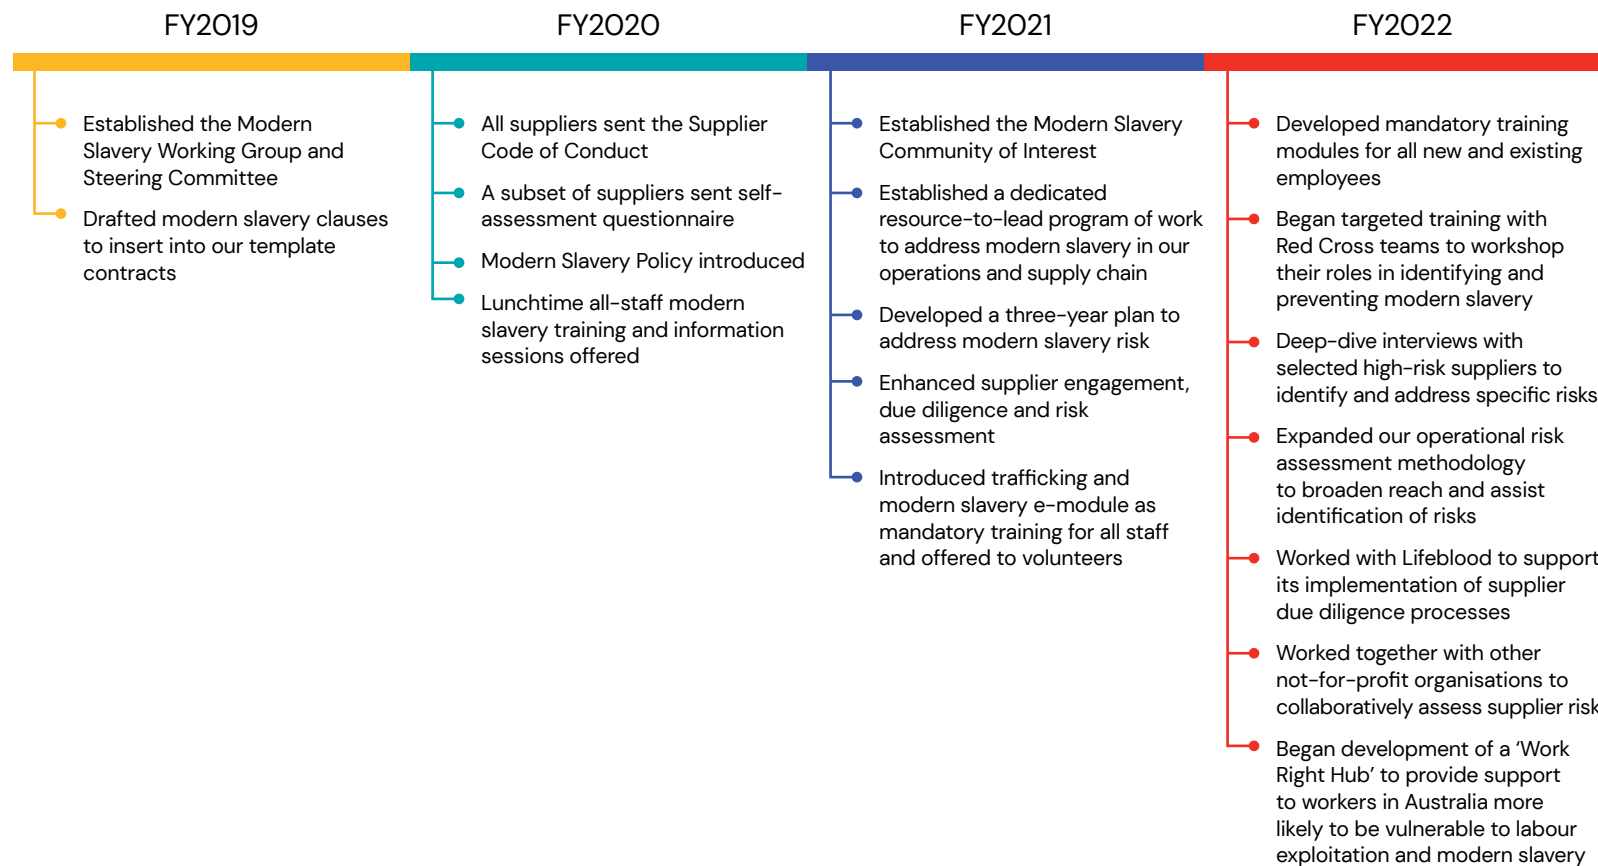 FY2019
Established the Modern
Slavery Working Group and
Steering Committee
Drafted modern slavery clauses
to insert into our template
contracts
FY2020
All suppliers sent the Supplier
Code of Conduct
A subset of suppliers sent self-
assessment questionnaire
Modern Slavery Policy introduced
Lunchtime all-staff modern
slavery training and information
sessions offered
FY2021
Established the Modern Slavery
Community of Interest
Established a dedicated
resource-to-lead program of work
to address modern slavery in our
operations and supply chain
Developed a three-year plan to
address modern slavery risk
Enhanced supplier engagement,
due diligence and risk
assessment
Introduced trafficking and
modern slavery e-module as
mandatory training for all staff
and offered to volunteers
FY2022
Developed mandatory training
modules for all new and existing
employees
Began targeted training with
Red Cross teams to workshop
their roles in identifying and
preventing modern slavery
Deep-dive interviews with
selected high-risk suppliers to
identify and address specific risks
Expanded our operational risk
assessment methodology
to broaden reach and assist
identification of risks
Worked with Lifeblood to support
its implementation of supplier
due diligence processes
Worked together with other
not-for-profit organisations to
collaboratively assess supplier risk
Began development of a ‘Work
Right Hub’ to provide support
to workers in Australia more
likely to be vulnerable to labour
exploitation and modern slavery